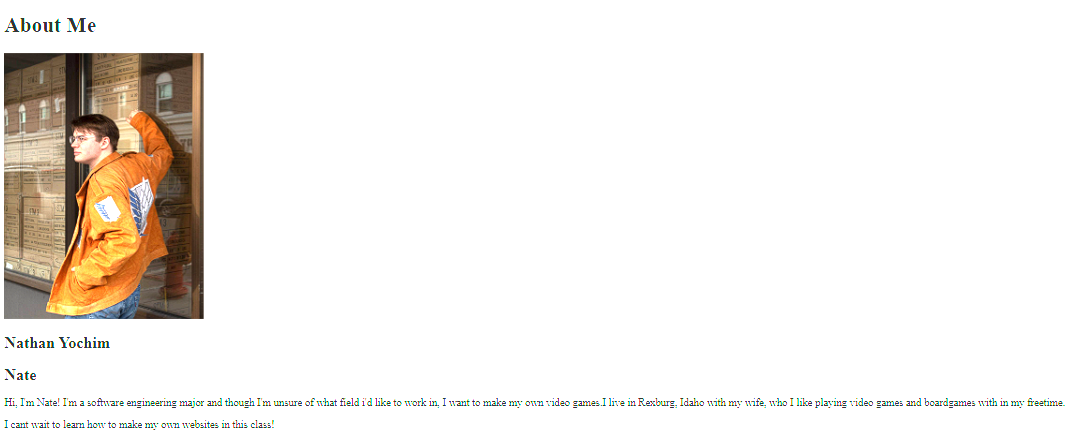 About Me
Nathan Yochim
Nate
Hi, I'm Nate! I'm a software engineering major and though I'm unsure of what field i'd like to work in, I want to make my own video games.I live in Rexburg, Idaho with my wife, who I like playing video games and boardgames with in my freetime.
I cant wait to learn how to make my own websites in this class!